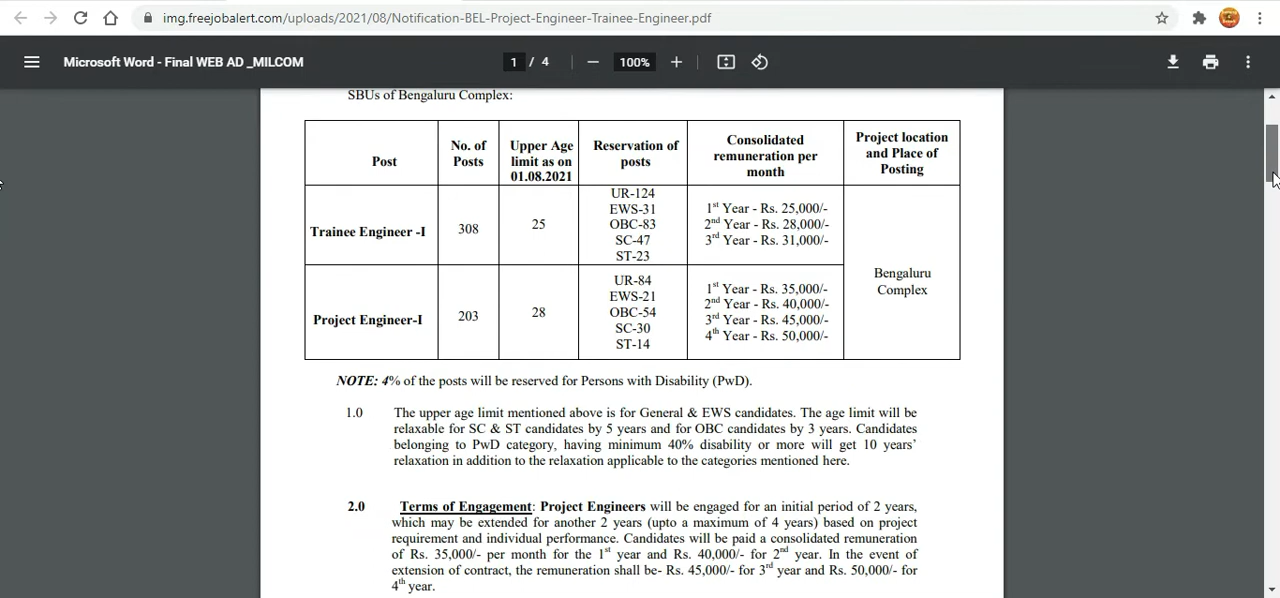 img.freejobalert.com/uploads/2021/08/Notification-BEL-Project-Engineer-Trainee-Engineer.pdf
Microsoft Word - Final WEB AD _MILCOM
1 / 4
100%
SBUs of Bengaluru Complex:
Post
No. of
Posts
Upper Age
limit as on
01.08.2021
Reservation of
posts
Consolidated
remuneration per
month
Project location
and Place of
Posting
Trainee Engineer -I
308
25
UR-124
EWS-31
OBC-83
SC-47
ST-23
1st Year - Rs. 25,000/-
2nd Year - Rs. 28,000/-
3rd Year - Rs. 31,000/-
Bengaluru
Complex
Project Engineer-I
203
28
UR-84
EWS-21
OBC-54
SC-30
ST-14
1st Year - Rs. 35,000/-
2nd Year - Rs. 40,000/-
3rd Year - Rs. 45,000/-
4th Year - Rs. 50,000/-
NOTE: 4% of the posts will be reserved for Persons with Disability (PwD).
1.0 The upper age limit mentioned above is for General & EWS candidates. The age limit will be
relaxable for SC & ST candidates by 5 years and for OBC candidates by 3 years. Candidates
belonging to PwD category, having minimum 40% disability or more will get 10 years'
relaxation in addition to the relaxation applicable to the categories mentioned here.
2.0 Terms of Engagement: Project Engineers will be engaged for an initial period of 2 years,
which may be extended for another 2 years (upto a maximum of 4 years) based on project
requirement and individual performance. Candidates will be paid a consolidated remuneration
of Rs. 35,000/- per month for the 1st year and Rs. 40,000/- for 2nd year. In the event of
extension of contract, the remuneration shall be- Rs. 45,000/- for 3rd year and Rs. 50,000/- for
4th year.